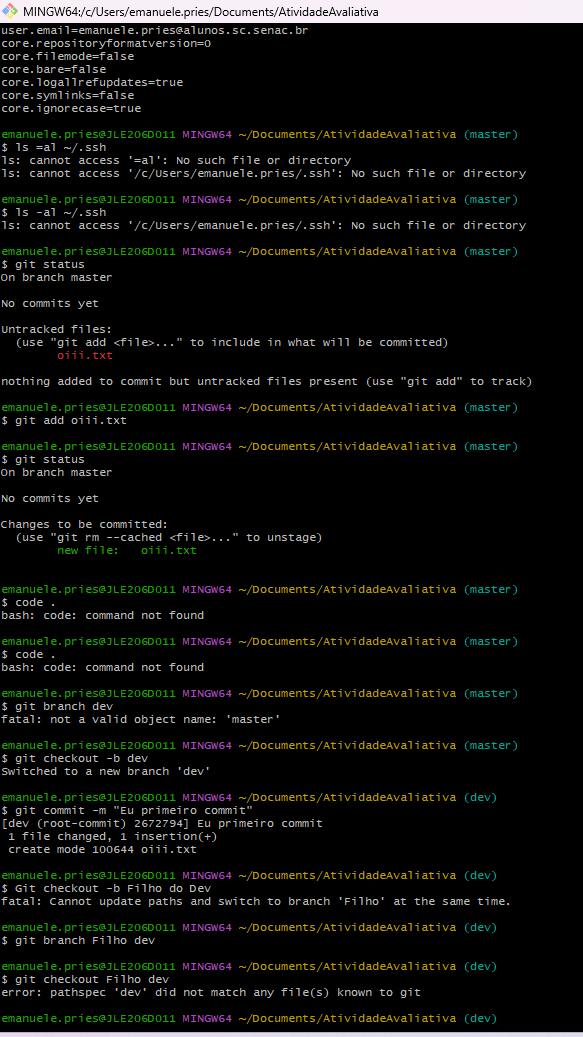 MINGW64:/c/Users/emanuele.pries/Documents/AtividadeAvaliativa
user.email=emanuele.pries@alunos.sc.senac.br
core.repositoryformatversion=0
core.filemode=false
core.bare=false
core.logallrefupdates=true
core.symlinks=false
core.ignorecase=true

emanuele.pries@JLE206D011 MINGW64 ~/Documents/AtividadeAvaliativa (master)
$ ls =al ~/.ssh
ls: cannot access '=al': No such file or directory
ls: cannot access '/c/Users/emanuele.pries/.ssh': No such file or directory

emanuele.pries@JLE206D011 MINGW64 ~/Documents/AtividadeAvaliativa (master)
$ ls -al ~/.ssh
ls: cannot access '/c/Users/emanuele.pries/.ssh': No such file or directory

emanuele.pries@JLE206D011 MINGW64 ~/Documents/AtividadeAvaliativa (master)
$ git status
On branch master

No commits yet

Untracked files:
  (use "git add <file>..." to include in what will be committed)
        oiii.txt

nothing added to commit but untracked files present (use "git add" to track)

emanuele.pries@JLE206D011 MINGW64 ~/Documents/AtividadeAvaliativa (master)
$ git add oiii.txt

emanuele.pries@JLE206D011 MINGW64 ~/Documents/AtividadeAvaliativa (master)
$ git status
On branch master

No commits yet

Changes to be committed:
  (use "git rm --cached <file>..." to unstage)
        new file:   oiii.txt


emanuele.pries@JLE206D011 MINGW64 ~/Documents/AtividadeAvaliativa (master)
$ code .
bash: code: command not found

emanuele.pries@JLE206D011 MINGW64 ~/Documents/AtividadeAvaliativa (master)
$ code .
bash: code: command not found

emanuele.pries@JLE206D011 MINGW64 ~/Documents/AtividadeAvaliativa (master)
$ git branch dev
fatal: not a valid object name: 'master'

emanuele.pries@JLE206D011 MINGW64 ~/Documents/AtividadeAvaliativa (master)
$ git checkout -b dev
Switched to a new branch 'dev'

emanuele.pries@JLE206D011 MINGW64 ~/Documents/AtividadeAvaliativa (dev)
$ git commit -m "Eu primeiro commit"
[dev (root-commit) 2672794] Eu primeiro commit
 1 file changed, 1 insertion(+)
 create mode 100644 oiii.txt

emanuele.pries@JLE206D011 MINGW64 ~/Documents/AtividadeAvaliativa (dev)
$ Git checkout -b Filho do Dev
fatal: Cannot update paths and switch to branch 'Filho' at the same time.

emanuele.pries@JLE206D011 MINGW64 ~/Documents/AtividadeAvaliativa (dev)
$ git branch Filho dev

emanuele.pries@JLE206D011 MINGW64 ~/Documents/AtividadeAvaliativa (dev)
$ git checkout Filho dev
error: pathspec 'dev' did not match any file(s) known to git

emanuele.pries@JLE206D011 MINGW64 ~/Documents/AtividadeAvaliativa (dev)